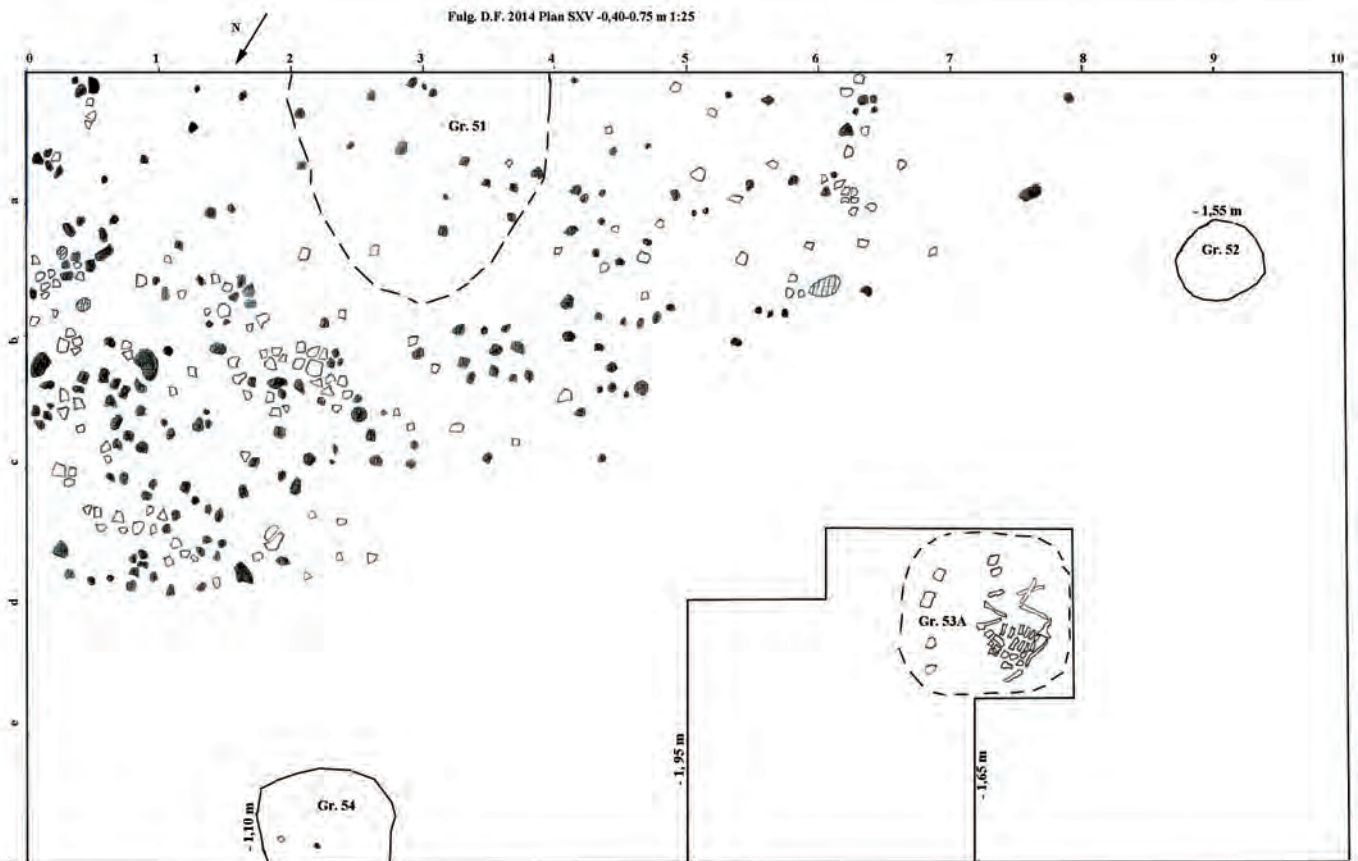 Fulg. D.F. 2014 Plan SXV -0,40-0.75 m 1:25
N
0 1 2 3 4 5 6 7 8 9 10
Gr. 51
a
- 1,55 m
Gr. 52
b
c
d
Gr. 53A
e
- 1,95 m
- 1,65 m
- 1,10 m
Gr. 54